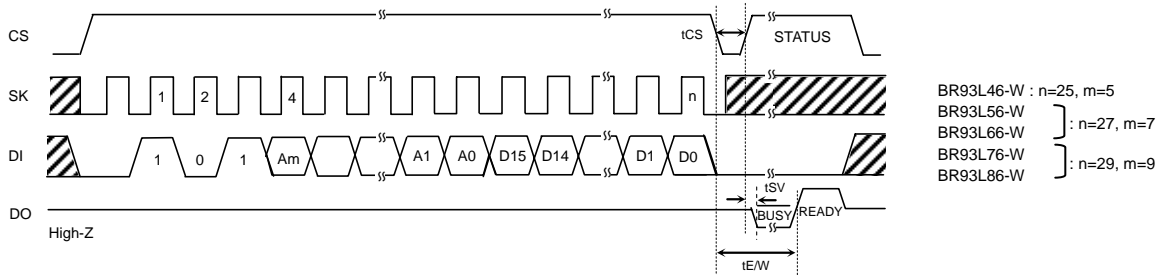 CS
tCS
STATUS
SK
1 2 4 n
BR93L46-W : n=25, m=5
BR93L56-W
BR93L66-W
: n=27, m=7
BR93L76-W
BR93L86-W
: n=29, m=9
DI
1 0 1 Am A1 A0 D15 D14 D1 D0
tSV
DO
BUSY READY
High-Z
tE/W